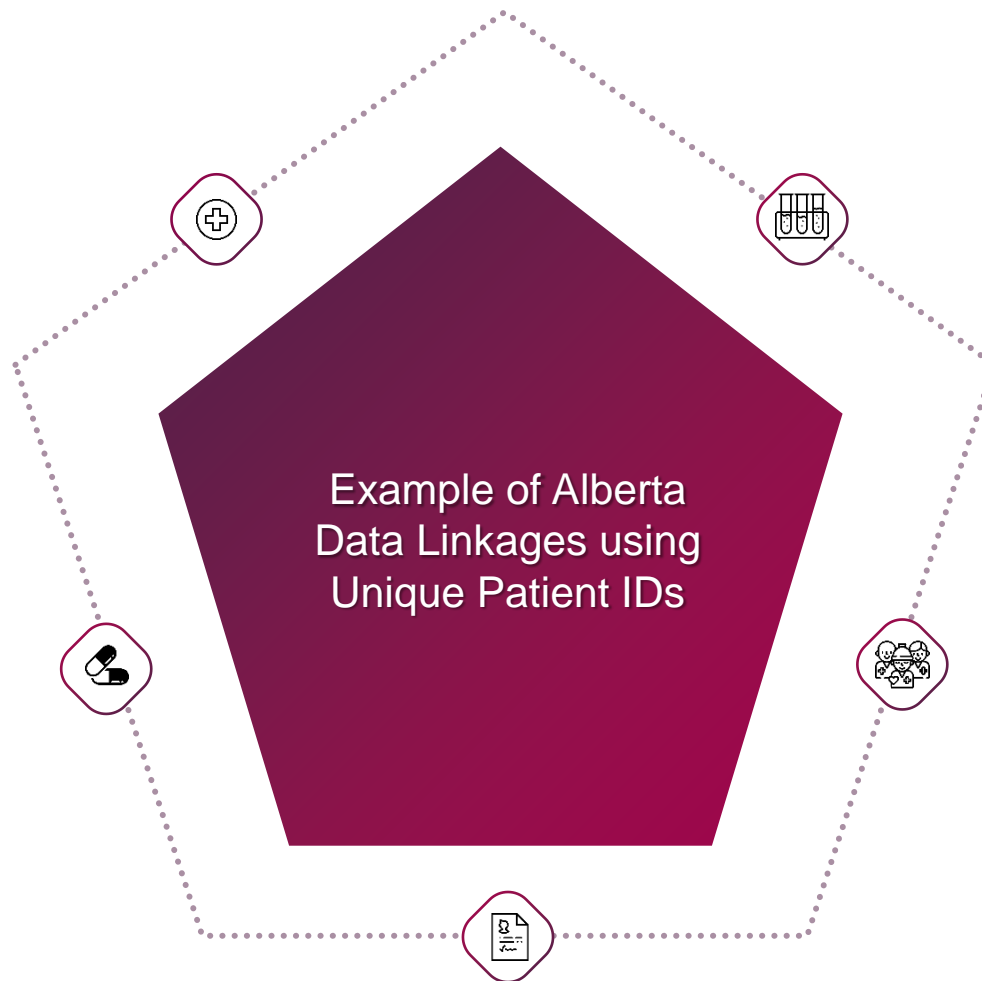 Example of Alberta
Data Linkages using
Unique Patient IDs